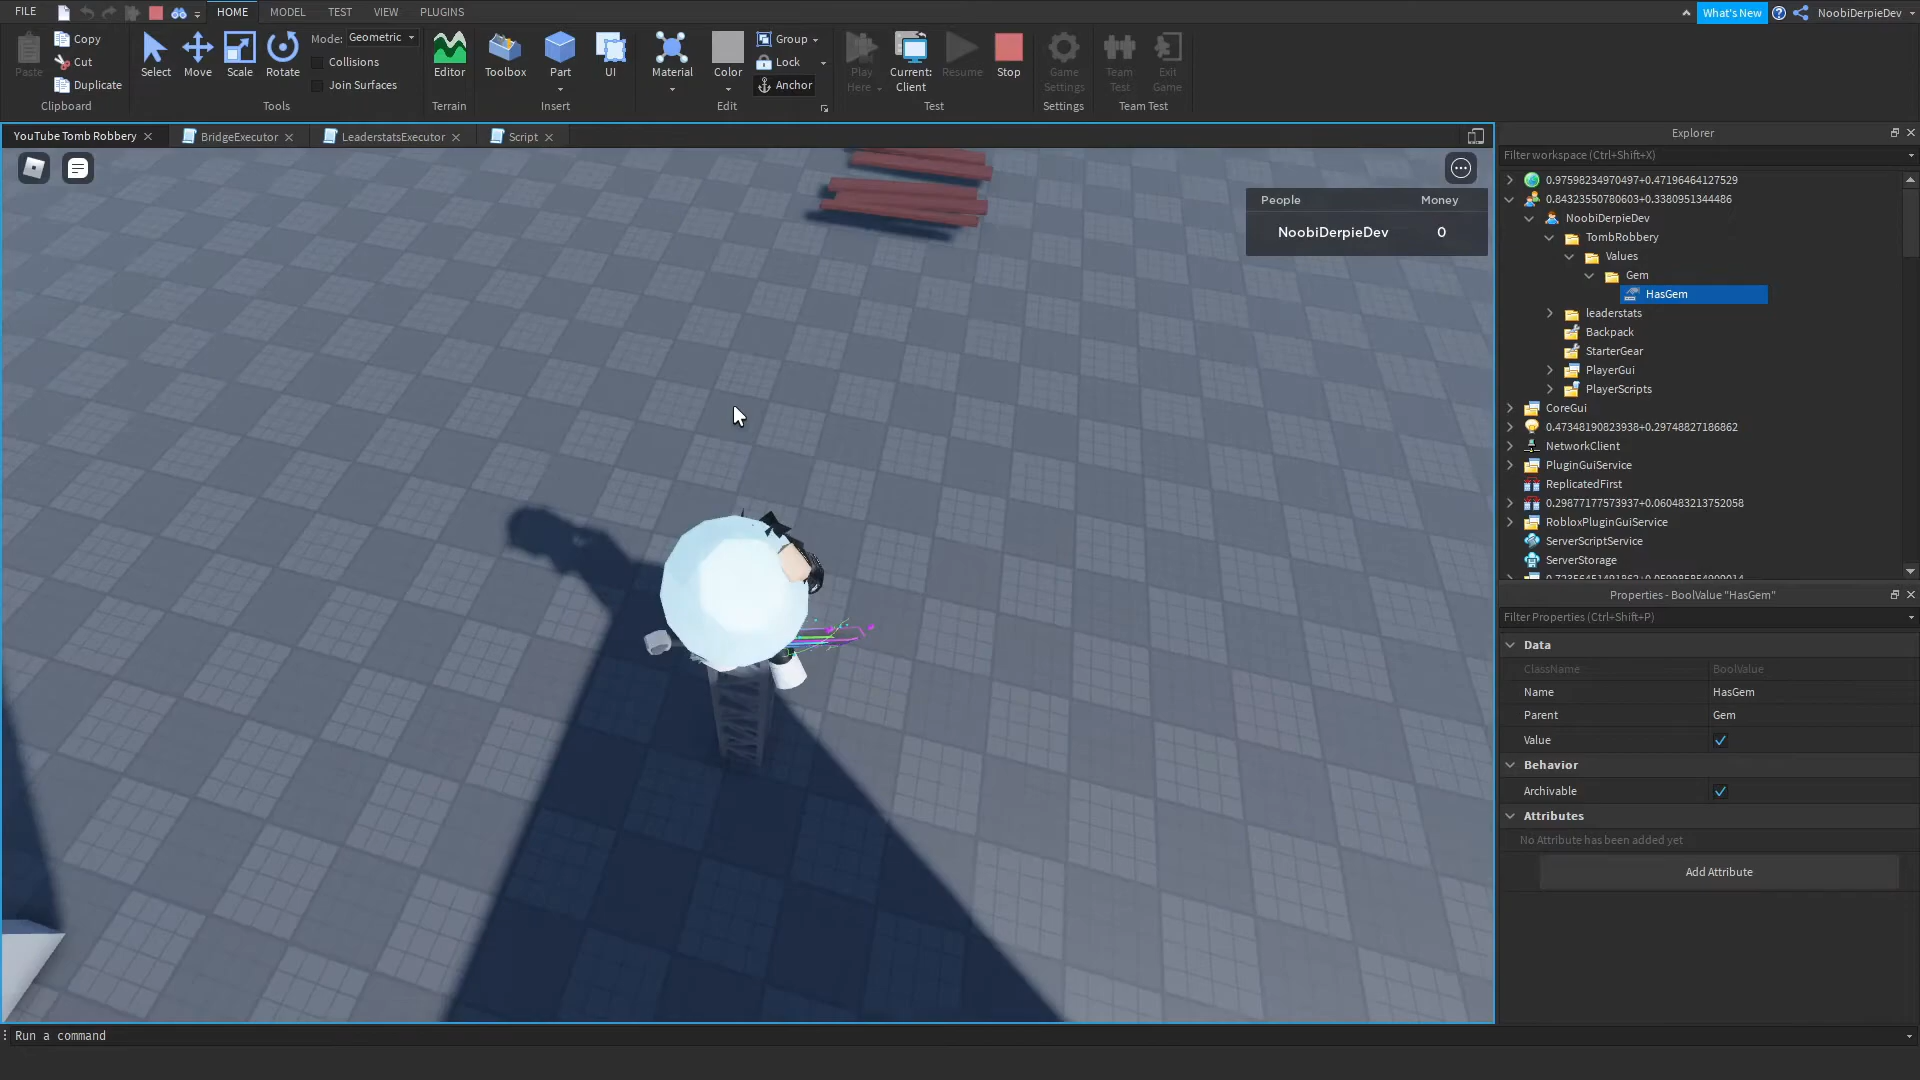 FILE HOME MODEL TEST VIEW PLUGINS What's New NoobiDerpieDev
Paste Copy Cut Duplicate Clipboard
Select Move Scale Rotate Mode: Geometric Collisions Join Surfaces Tools
Editor Terrain
Toolbox Part UI Insert
Material Color Group Lock Anchor Edit
Play Here Current: Client Resume Stop Test
Game Settings Settings
Team Test Exit Game Team Test
YouTube Tomb Robbery BridgeExecutor LeaderstatsExecutor Script
People Money
NoobiDerpieDev 0
Explorer
Filter workspace (Ctrl+Shift+X)
0.97598234970497+0.47196464127529
0.84323550780603+0.3380951344486
NoobiDerpieDev
TombRobbery
Values
Gem
HasGem
leaderstats
Backpack
StarterGear
PlayerGui
PlayerScripts
CoreGui
0.47348190823938+0.29748827186862
NetworkClient
PluginGuiService
ReplicatedFirst
0.29877177573937+0.060483213752058
RobloxPluginGuiService
ServerScriptService
ServerStorage
Properties - BoolValue "HasGem"
Filter Properties (Ctrl+Shift+P)
Data
ClassName BoolValue
Name HasGem
Parent Gem
Value
Behavior
Archivable
Attributes
No Attribute has been added yet
Add Attribute
Run a command